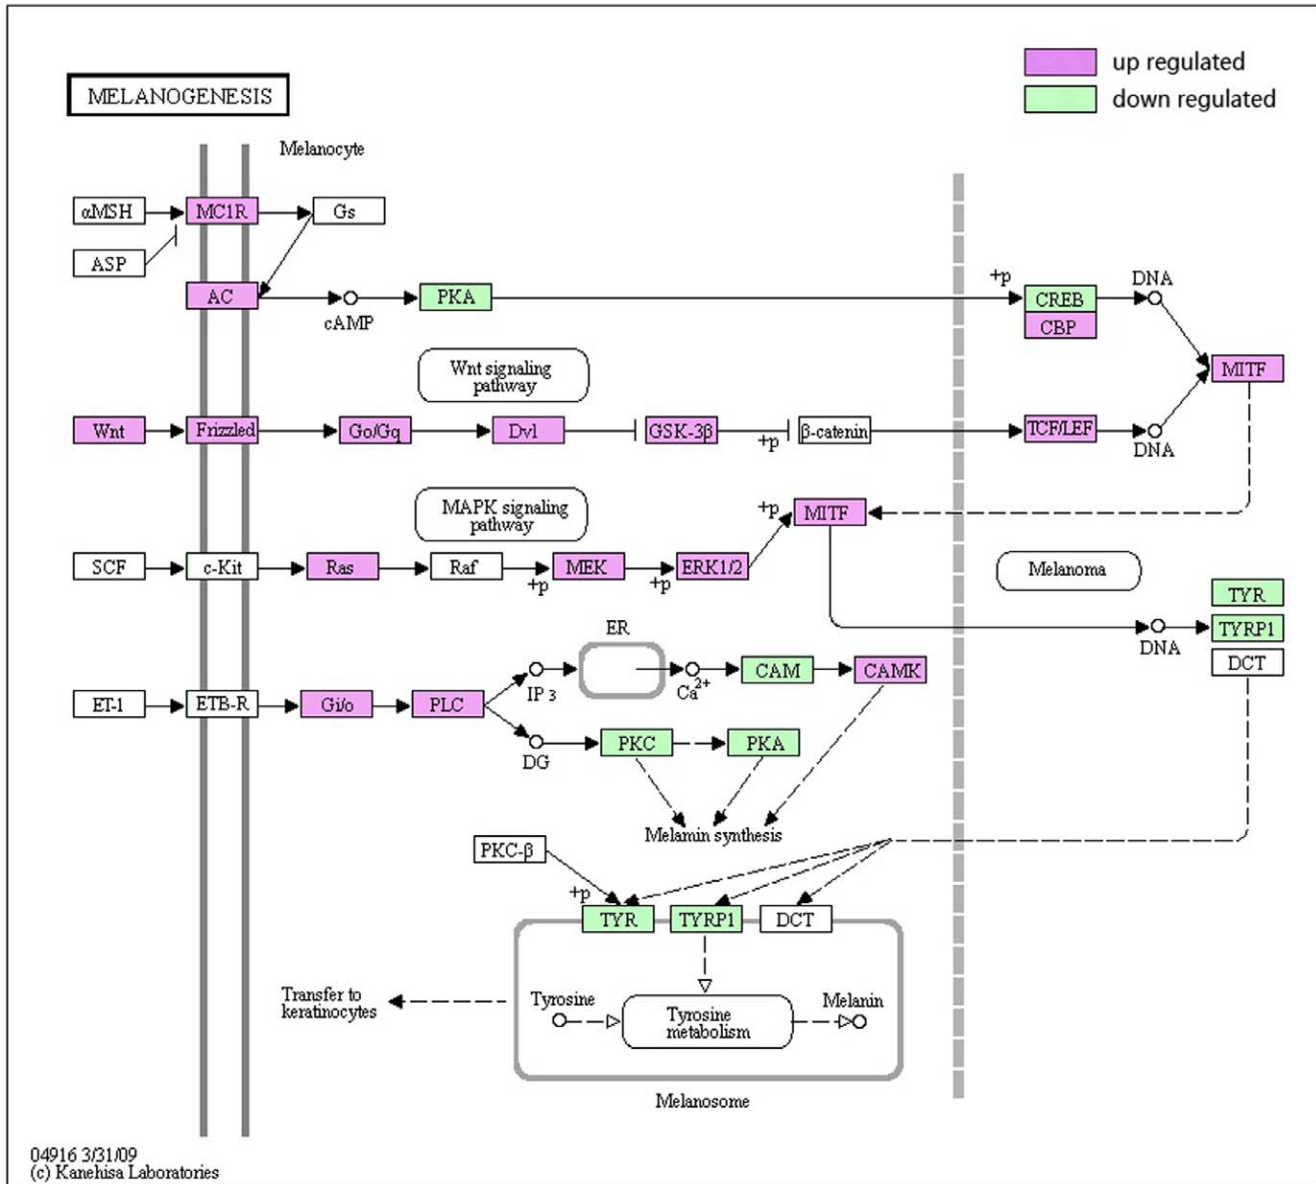 up regulated
down regulated
MELANOGENESIS
Melanocyte
αMSH
MC1R
Gs
ASP
AC
cAMP
PKA
+p
CREB
CBP
DNA
MITF
Wnt signaling
pathway
Wnt
Frizzled
Go/Gq
Dvl
GSK-3β
+p
β-catenin
TCF/LEF
DNA
MAPK signaling
pathway
+p
MITF
SCF
c-Kit
Ras
Raf
+p
MEK
+p
ERK1/2
Melanoma
TYR
TYRP1
DCT
DNA
ER
IP3
Ca2+
CAM
CAMK
ET-1
ETB-R
Gi/o
PLC
DG
PKC
PKA
Melamin synthesis
PKC-β
+p
TYR
TYRP1
DCT
Transfer to
keratinocytes
Tyrosine
Tyrosine
metabolism
Melanin
Melanosome
04916 3/31/09
(c) Kanehisa Laboratories